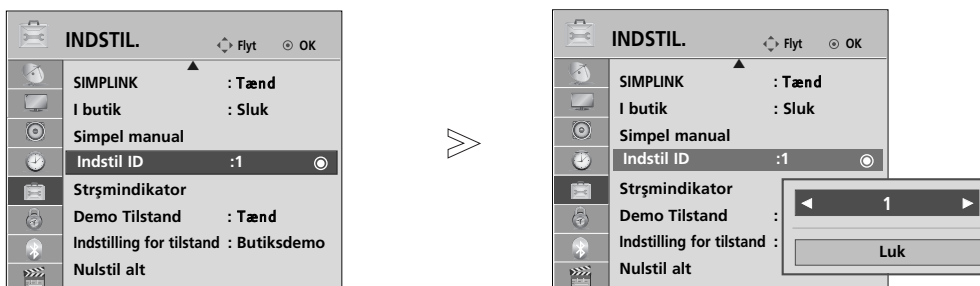 INDSTIL. Flyt OK
SIMPLINK : Tænd
I butik : Sluk
Simpel manual
Indstil ID :1
Strşmindikator
Demo Tilstand : Tænd
Indstilling for tilstand : Butiksdemo
Nulstil alt
INDSTIL. Flyt OK
SIMPLINK : Tænd
I butik : Sluk
Simpel manual
Indstil ID :1
Strşmindikator
Demo Tilstand :
Indstilling for tilstand :
Nulstil alt
◄ 1 ►
Luk